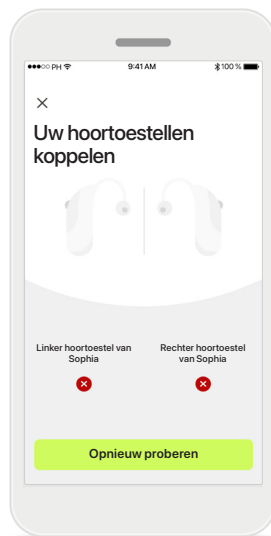 ●●●○○ PH 9:41 AM 100 %
Uw hoortoestellen
koppelen
Linker hoortoestel van
Sophia
Rechter hoortoestel
van Sophia
Opnieuw proberen